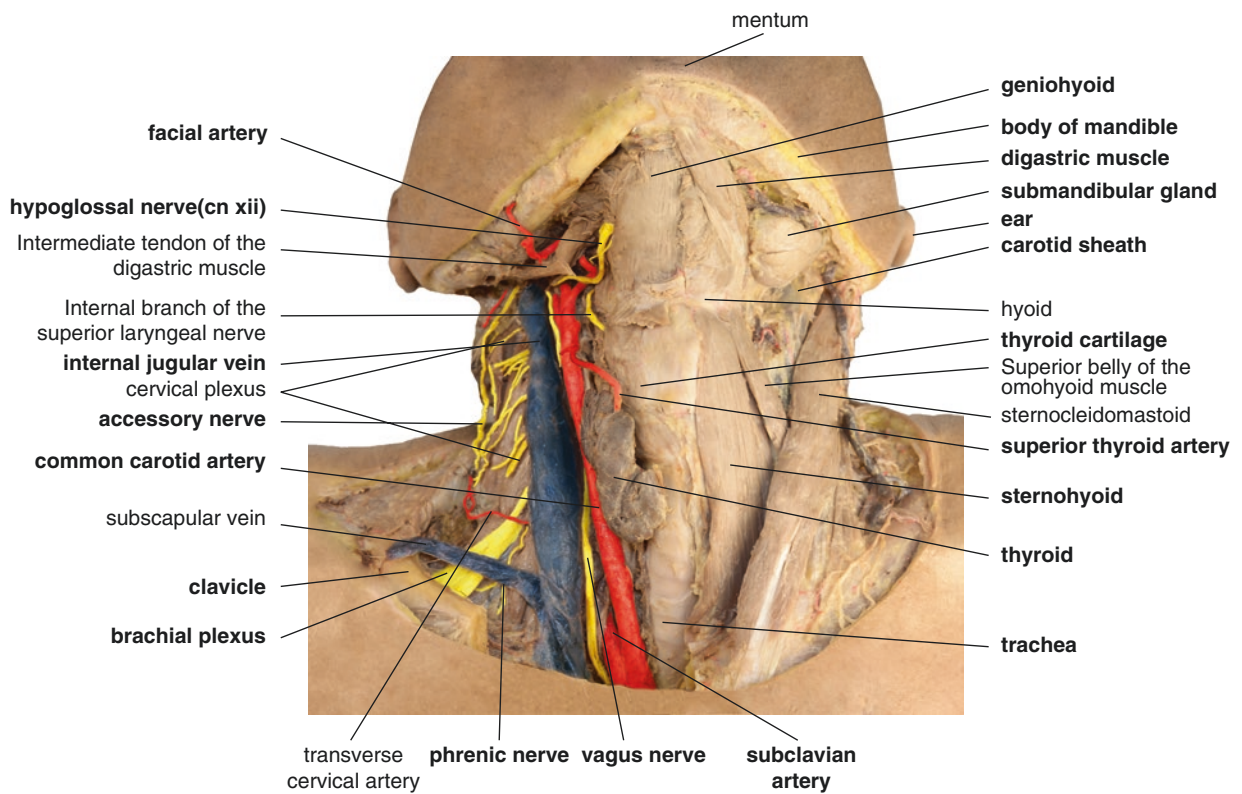 mentum
facial artery
hypoglossal nerve(cn xii)
Intermediate tendon of the
digastric muscle
Internal branch of the
superior laryngeal nerve
internal jugular vein
cervical plexus
accessory nerve
common carotid artery
subscapular vein
clavicle
brachial plexus
geniohyoid
body of mandible
digastric muscle
submandibular gland
ear
carotid sheath
hyoid
thyroid cartilage
Superior belly of the
omohyoid muscle
sternocleidomastoid
superior thyroid artery
sternohyoid
thyroid
trachea
transverse
cervical artery
phrenic nerve
vagus nerve
subclavian
artery